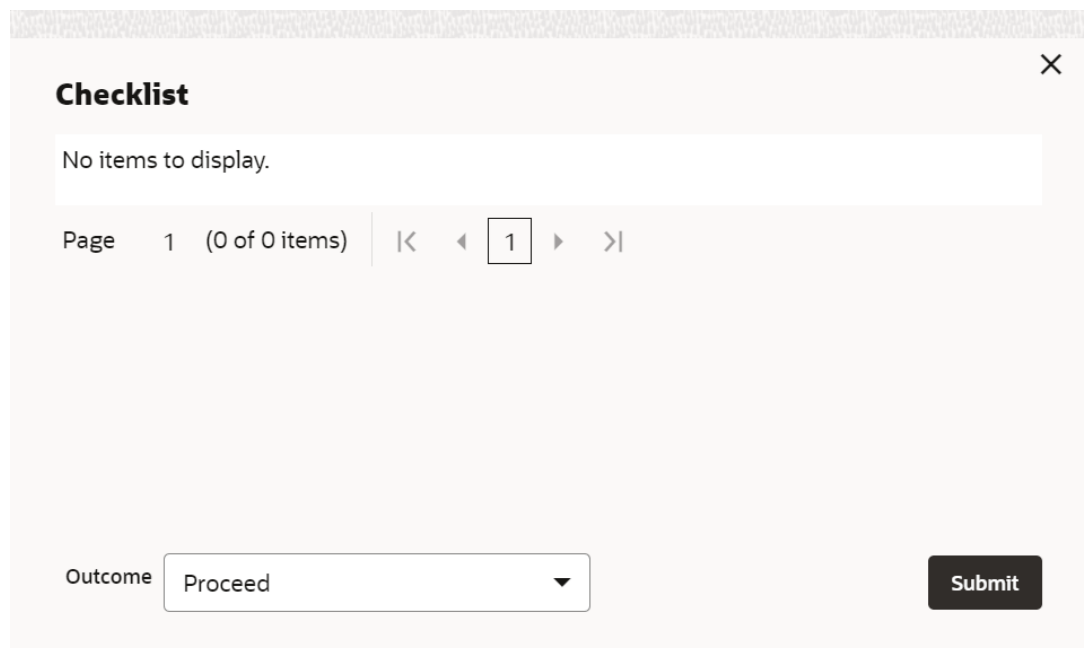 Checklist
No items to display.
Page 1 (0 of 0 items) 1
Outcome Proceed Submit